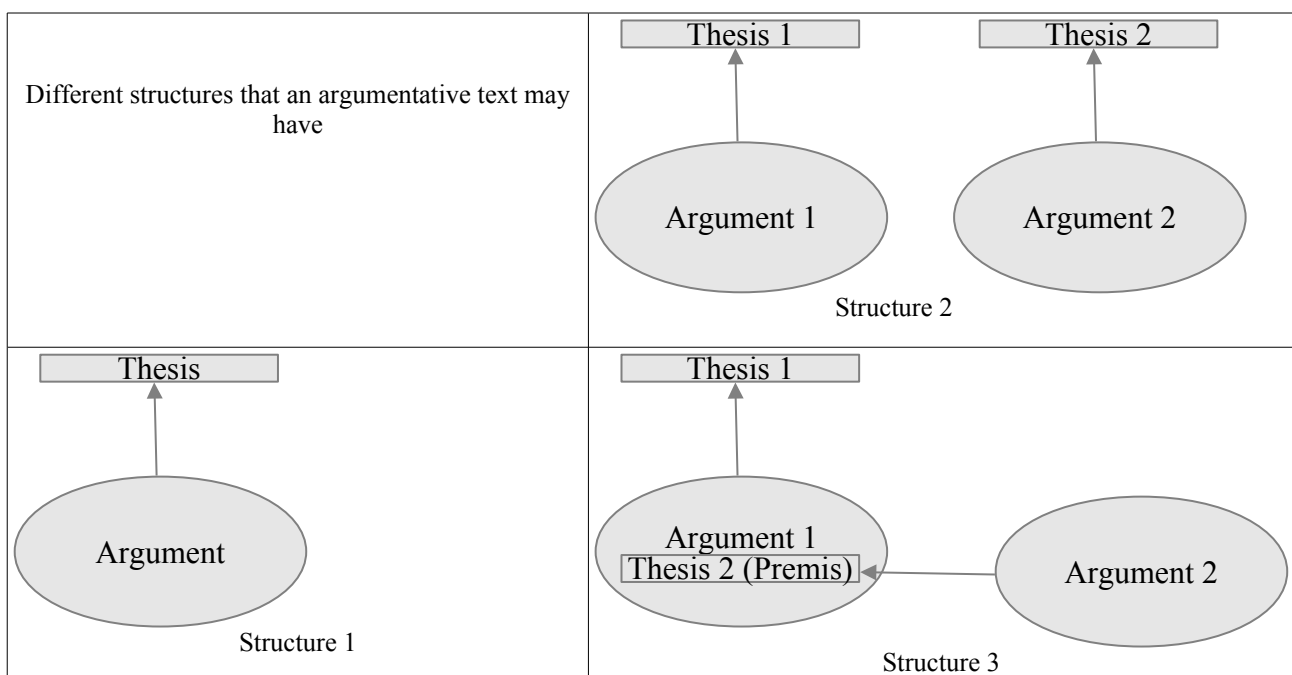 Different structures that an argumentative text may
have
Thesis 1
Thesis 2
Argument 1
Argument 2
Structure 2
Thesis
Argument
Structure 1
Thesis 1
Argument 1
Thesis 2 (Premis)
Argument 2
Structure 3